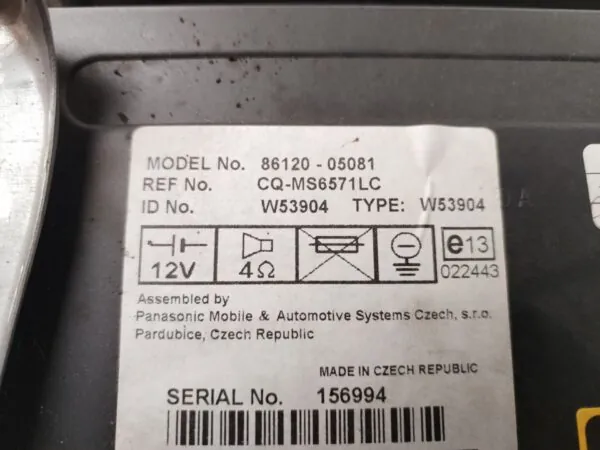 MODEL No. 86120 - 05081
REF No. CQ-MS6571LC
ID No. W53904 TYPE: W53904
12V 4Ω e13
022443
Assembled by
Panasonic Mobile & Automotive Systems Czech, s.r.o.
Pardubice, Czech Republic
MADE IN CZECH REPUBLIC
SERIAL No. 156994